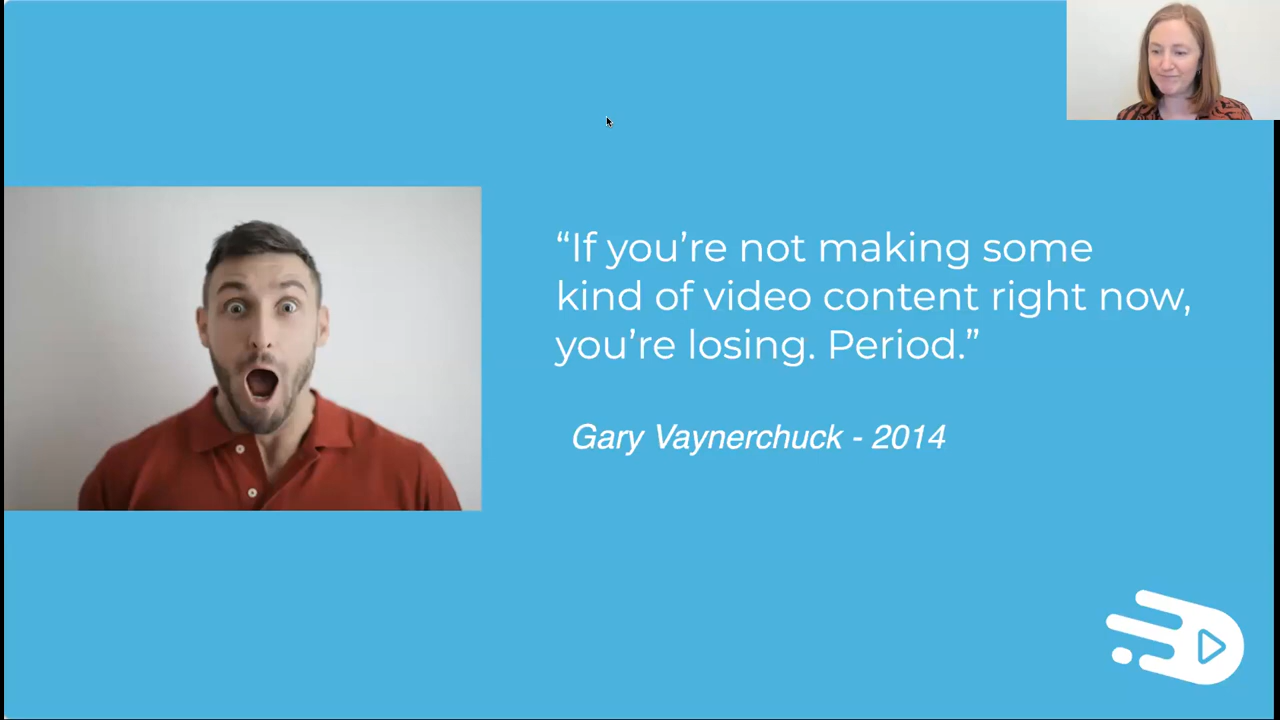 “If you’re not making some
kind of video content right now,
you’re losing. Period.”
Gary Vaynerchuck - 2014